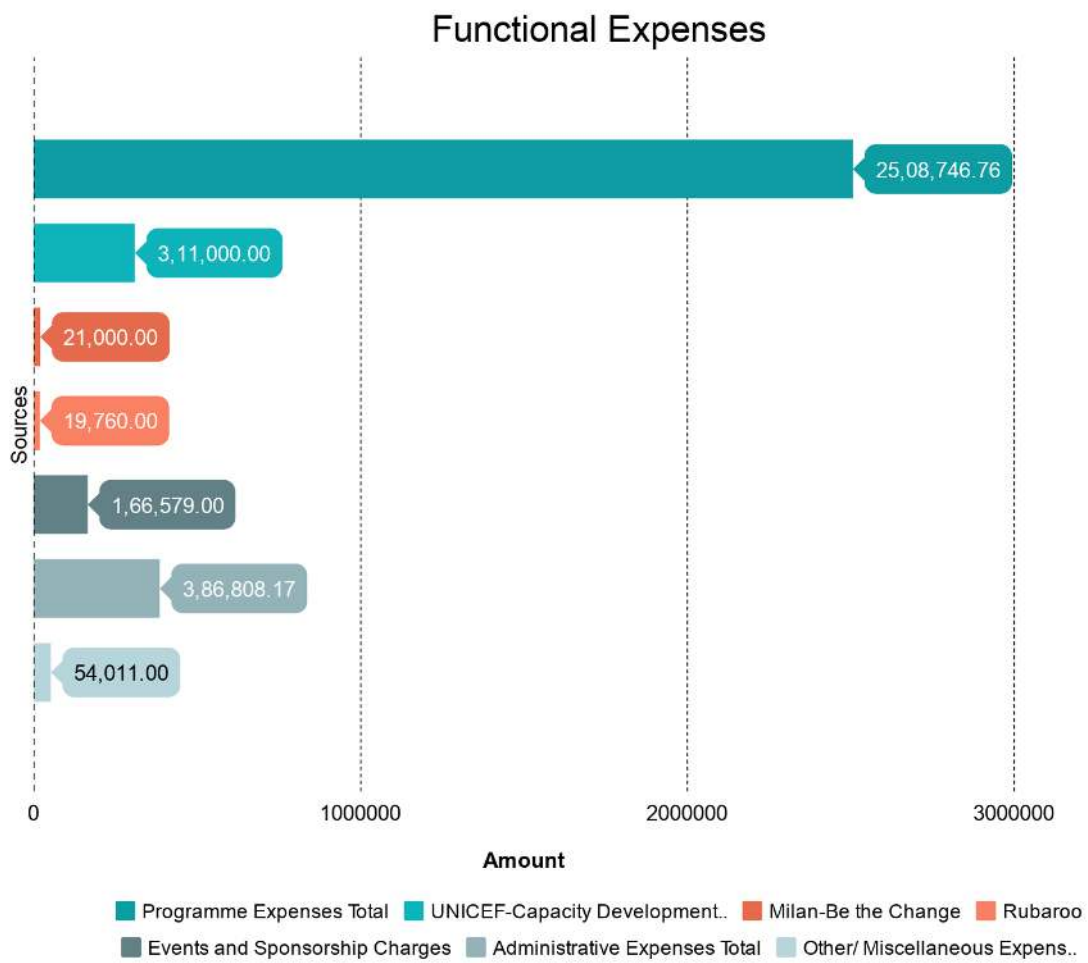 Functional Expenses
25,08,746.76
3,11,000.00
21,000.00
19,760.00
Sources
1,66,579.00
3,86,808.17
54,011.00
0 1000000 2000000 3000000
Amount
Programme Expenses Total UNICEF-Capacity Development.. Milan-Be the Change Rubaroo
Events and Sponsorship Charges Administrative Expenses Total Other/ Miscellaneous Expens..